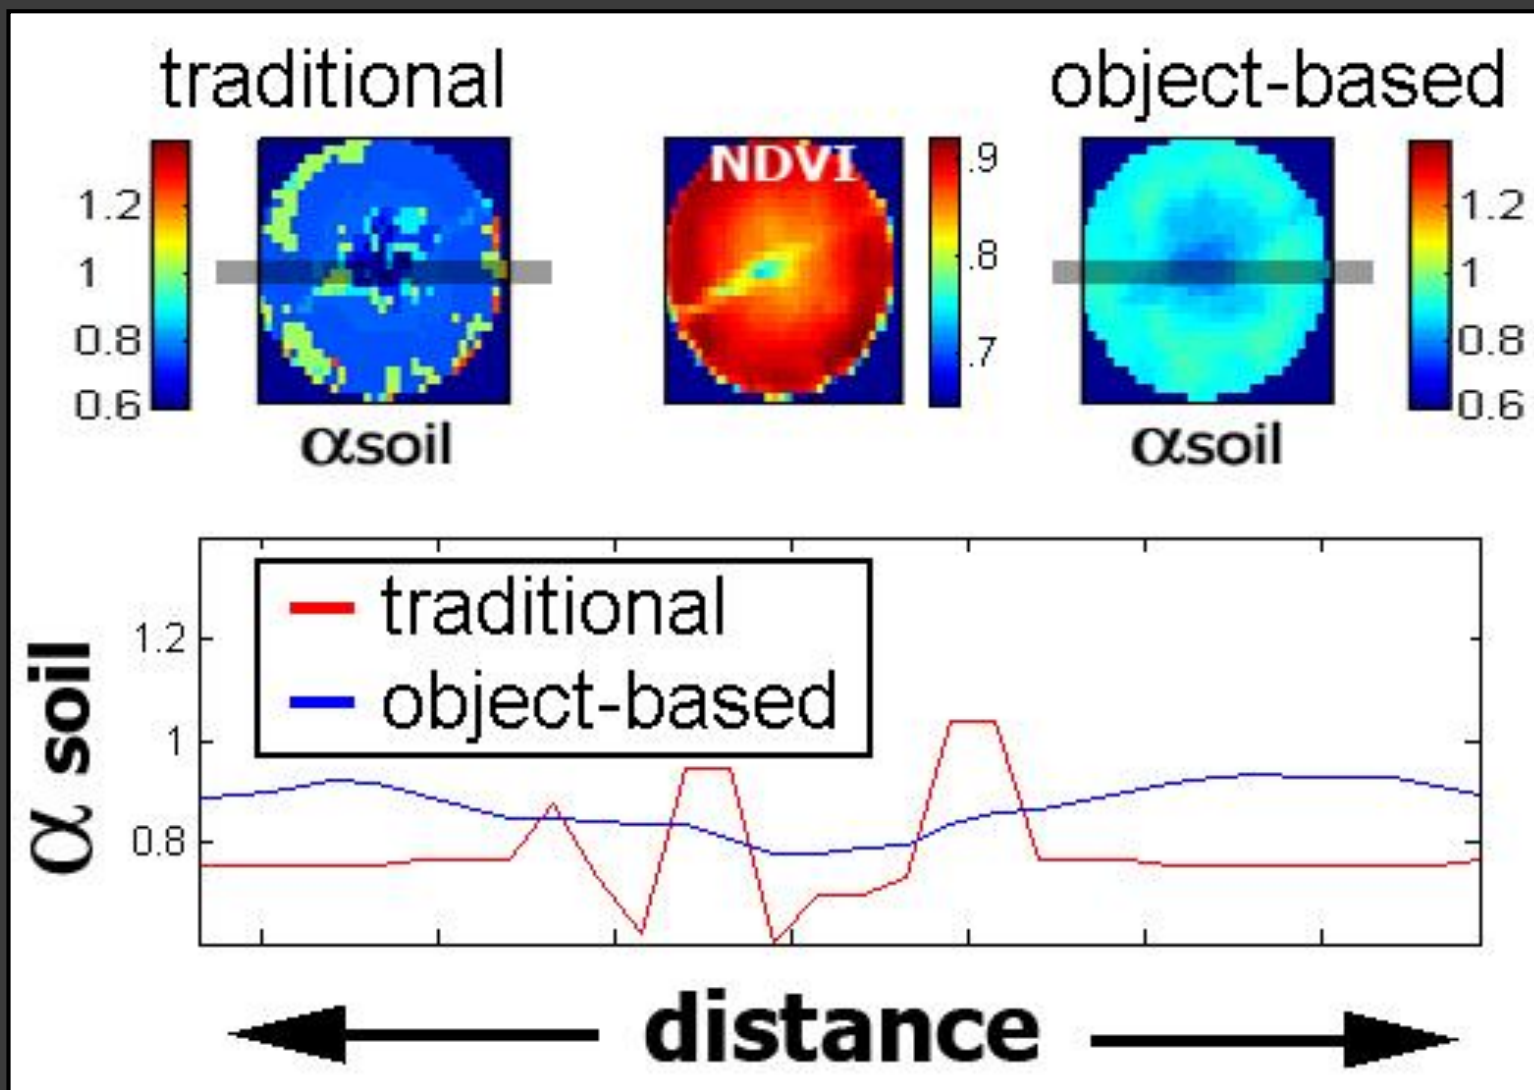 traditional
object-based
1.2
1
0.8
0.6
NDVI
.9
.8
.7
1.2
1
0.8
0.6
αsoil
αsoil
α soil
1.2
1
0.8
traditional
object-based
distance